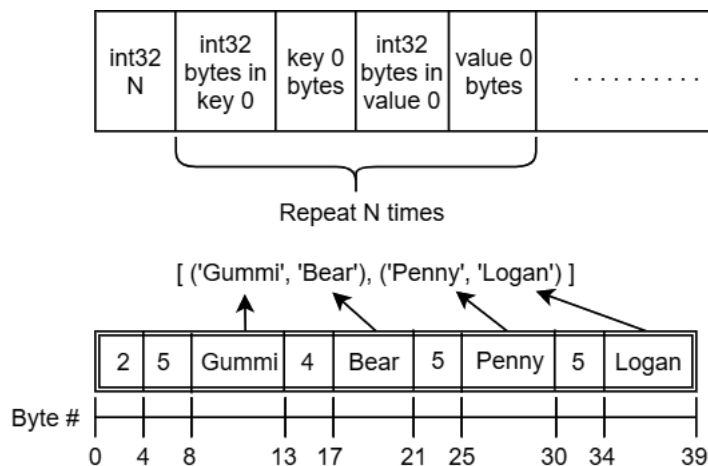 int32 N
int32 bytes in key 0
key 0 bytes
int32 bytes in value 0
value 0 bytes
. . . . . . . . . .
Repeat N times
[ ('Gummi', 'Bear'), ('Penny', 'Logan') ]
2 5 Gummi 4 Bear 5 Penny 5 Logan
Byte #
0 4 8 13 17 21 25 30 34 39